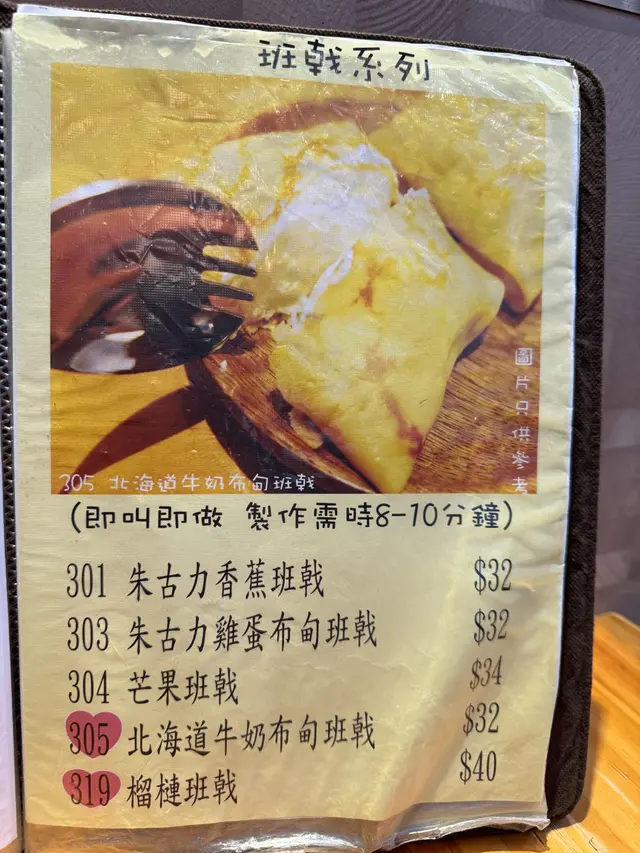 班戟系列
圖片只供參考
305 北海道牛奶布甸班戟
(即叫即做 製作需時8-10分鐘)
301 朱古力香蕉班戟 $32
303 朱古力雞蛋布甸班戟 $32
304 芒果班戟 $34
305 北海道牛奶布甸班戟 $32
319 榴槤班戟 $40